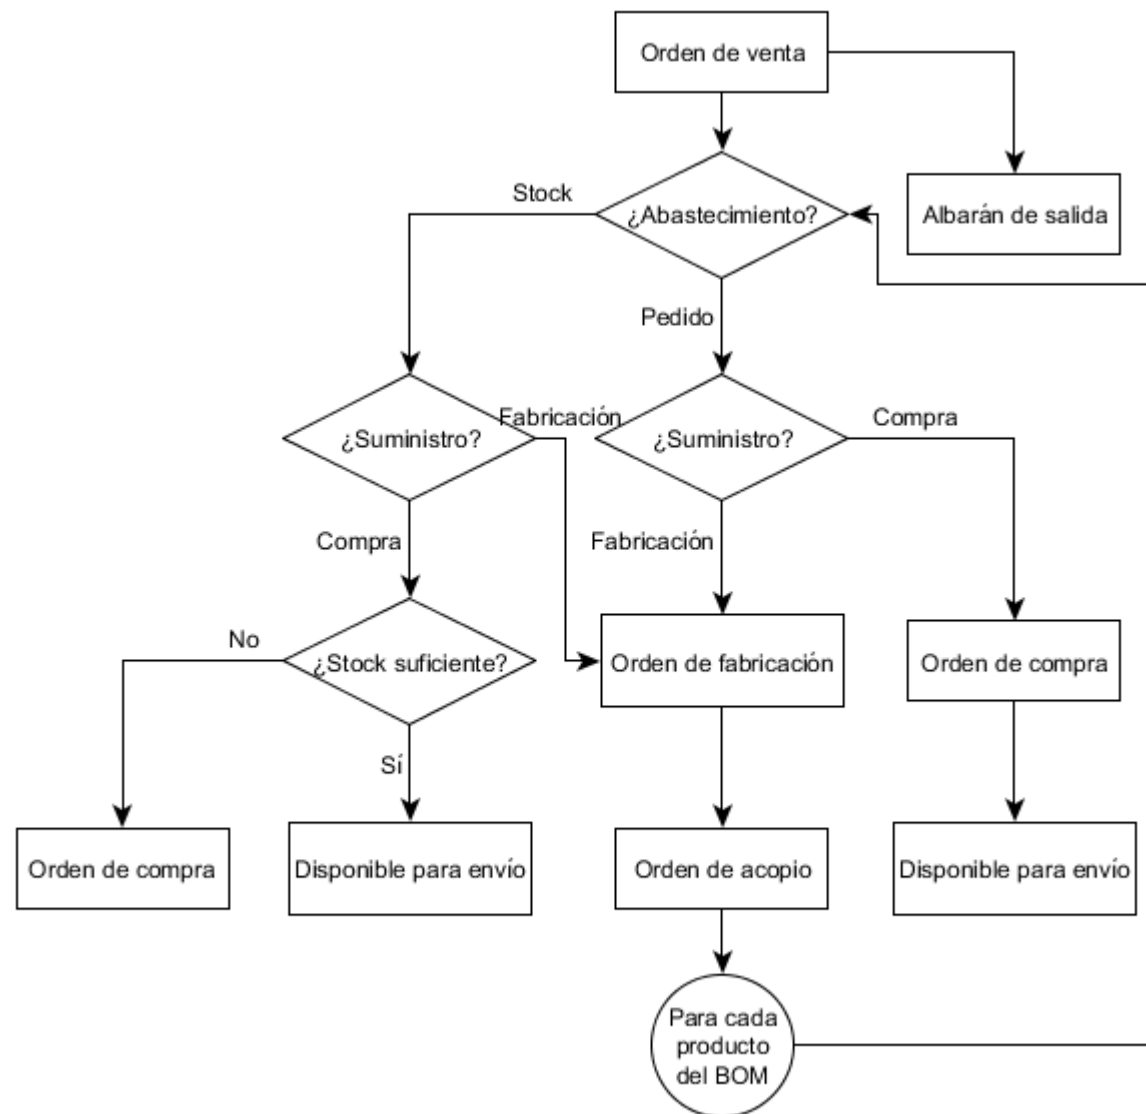 Orden de venta
Stock
¿Abastecimiento?
Albarán de salida
Pedido
Fabricación
Compra
¿Suministro?
¿Suministro?
Compra
Fabricación
No
¿Stock suficiente?
Orden de fabricación
Orden de compra
Sí
Orden de compra
Disponible para envío
Orden de acopio
Disponible para envío
Para cada
producto
del BOM